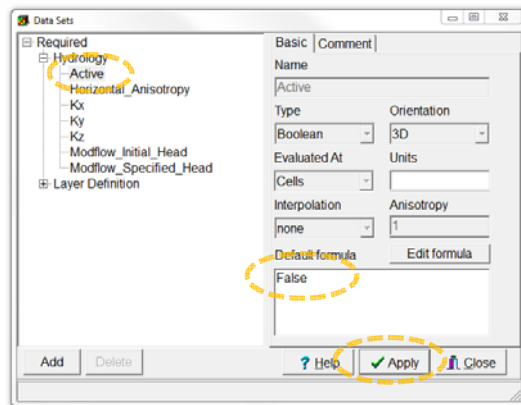 Data Sets
Required
Hydrology
Active
Horizontal_Anisotropy
Kx
Ky
Kz
Modflow_Initial_Head
Modflow_Specified_Head
Layer Definition
Basic Comment
Name
Active
Type Orientation
Boolean 3D
Evaluated At Units
Cells
Interpolation Anisotropy
none 1
Default formula Edit formula
False
Add Delete ? Help Apply Close